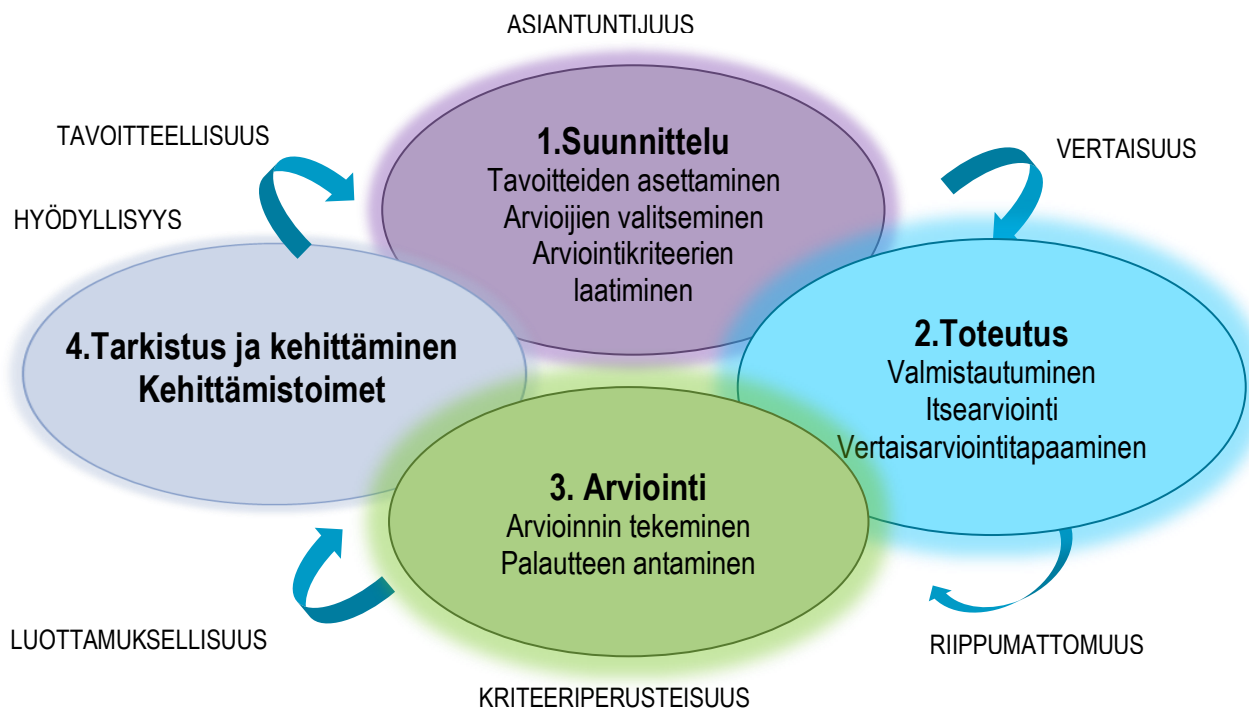 ASIANTUNTIJUUS
TAVOITTEELLISUUS
VERTAISUUS
HYÖDYLLISYYS
1.Suunnittelu
Tavoitteiden asettaminen
Arvioijien valitseminen
Arviointikriteerien
laatiminen
2.Toteutus
Valmistautuminen
Itsearviointi
Vertaisarviointitapaaminen
3. Arviointi
Arvioinnin tekeminen
Palautteen antaminen
4.Tarkistus ja kehittäminen
Kehittämistoimet
LUOTTAMUKSELLISUUS
RIIPPUMATTOMUUS
KRITEERIPERUSTEISUUS